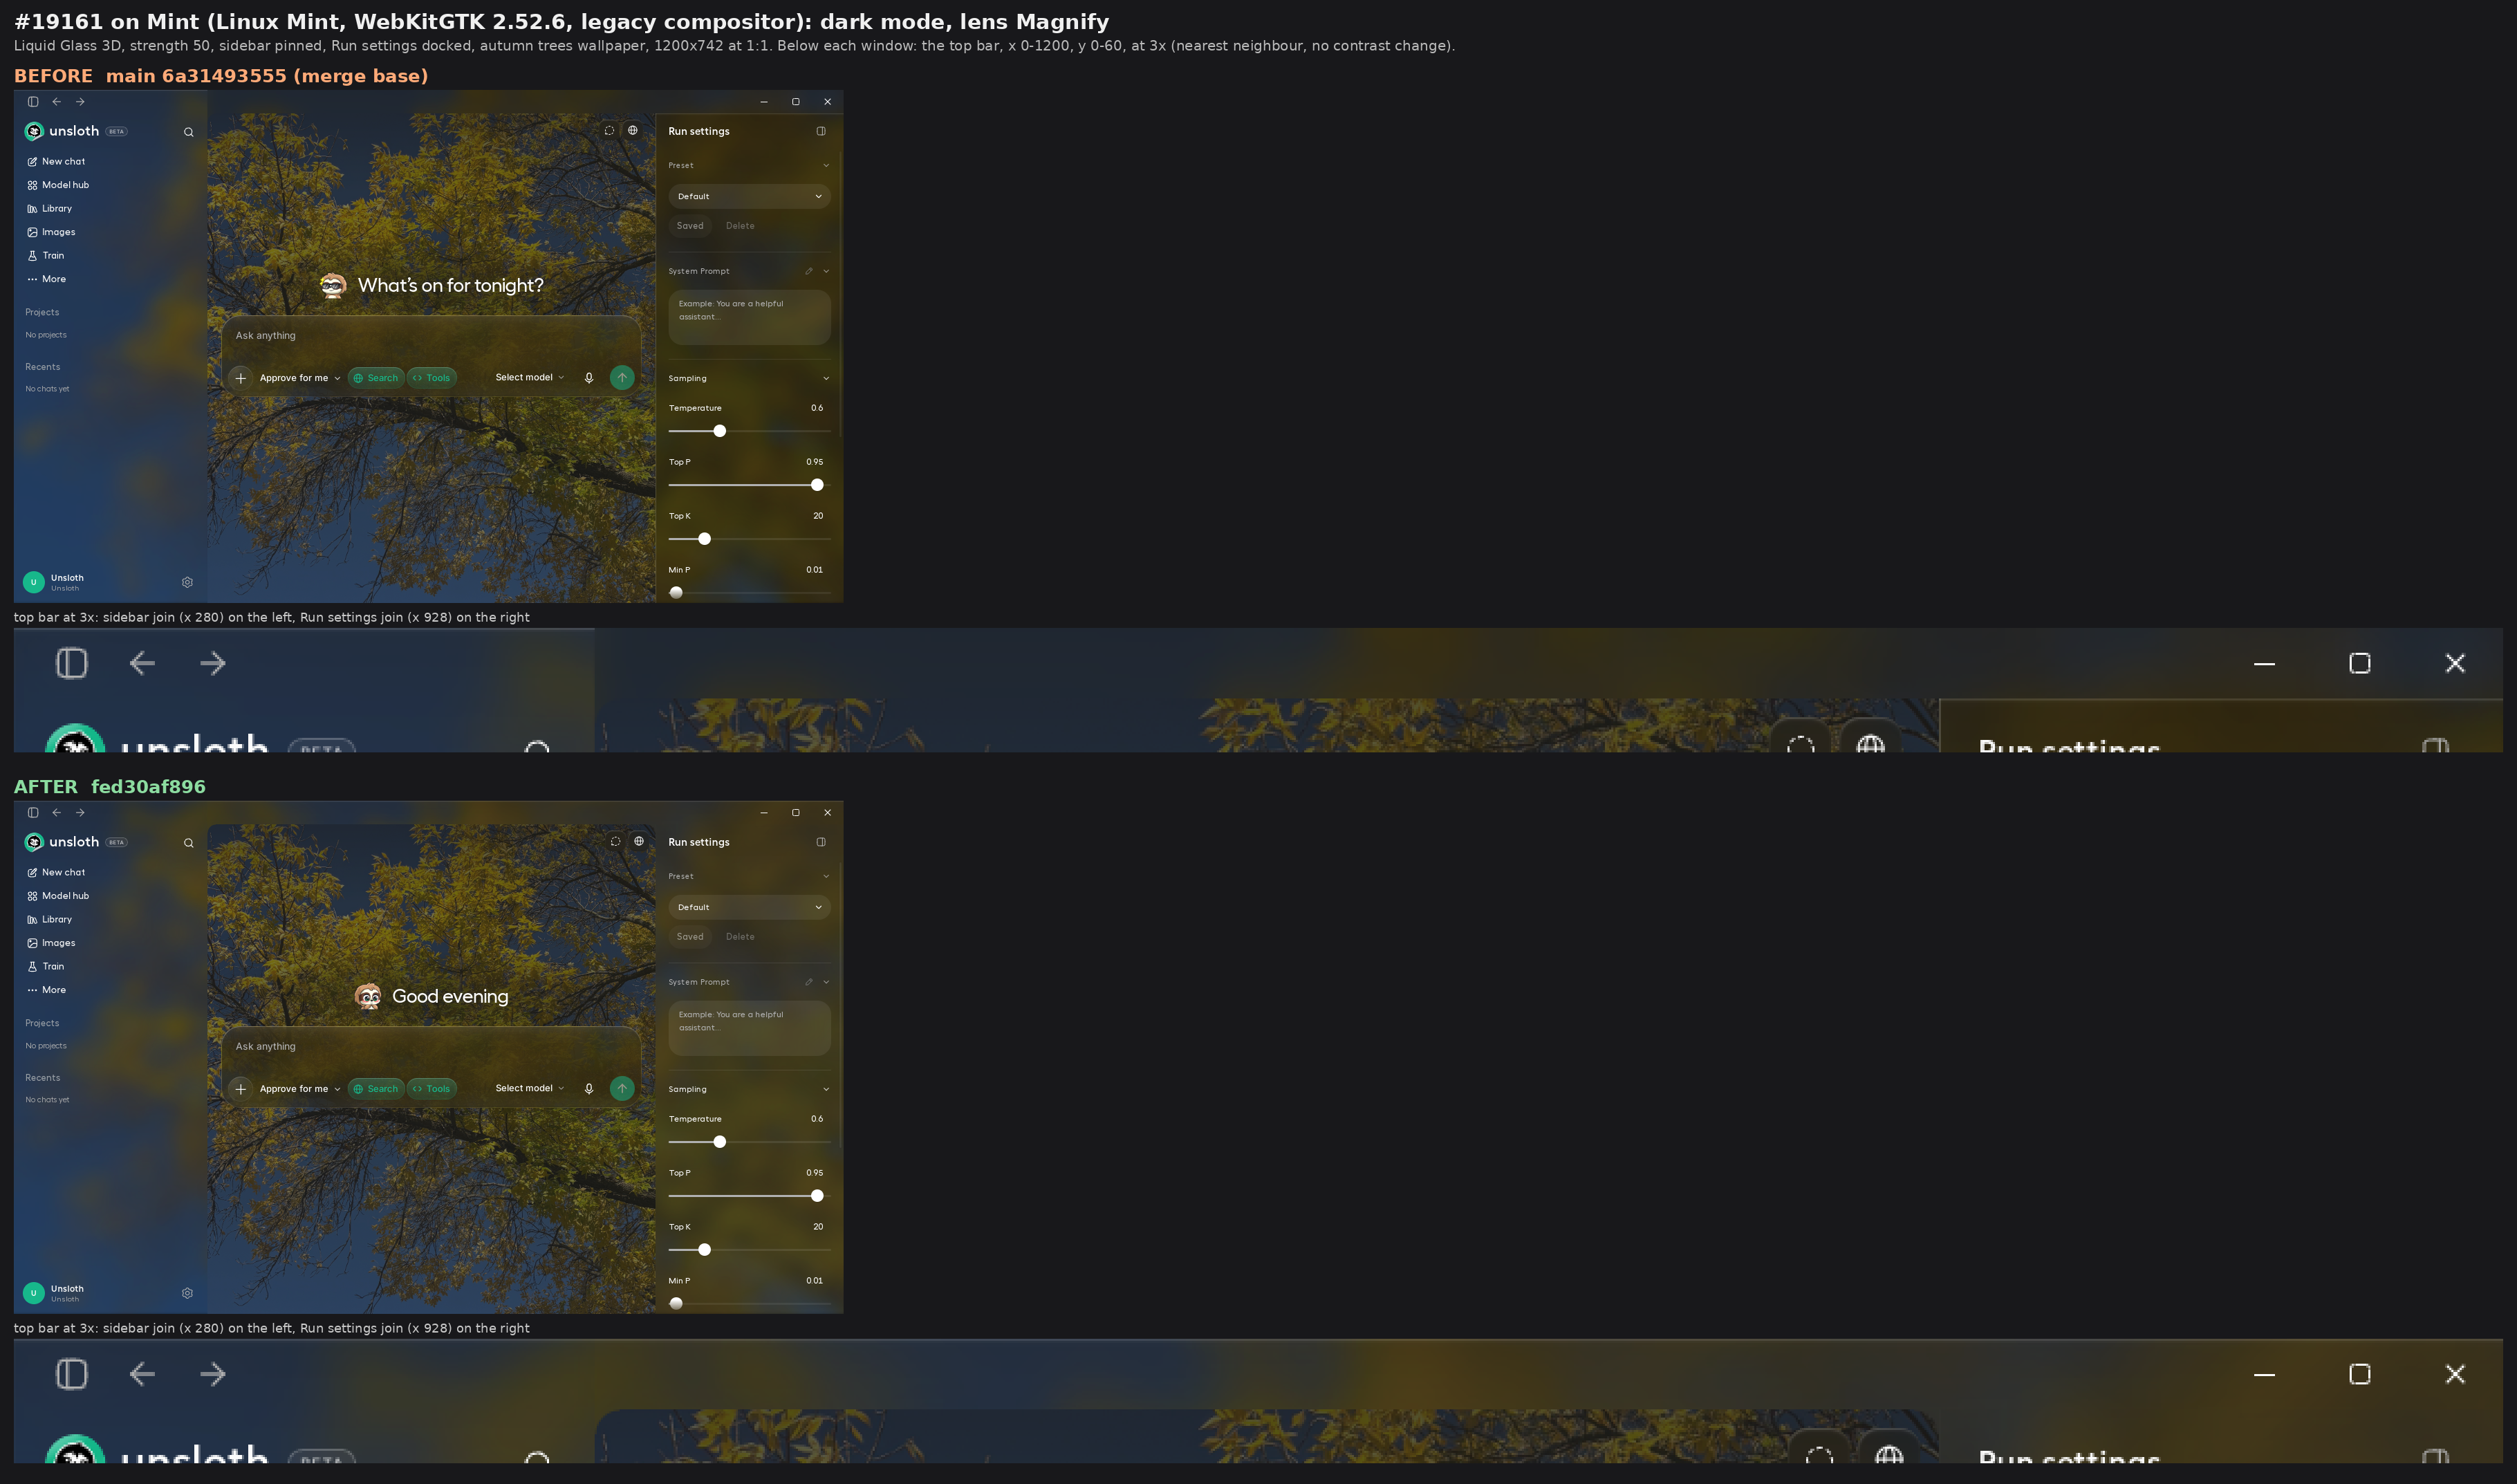 #19161 on Mint (Linux Mint, WebKitGTK 2.52.6, legacy compositor): dark mode, lens Magnify
Liquid Glass 3D, strength 50, sidebar pinned, Run settings docked, autumn trees wallpaper, 1200x742 at 1:1. Below each window: the top bar, x 0-1200, y 0-60, at 3x (nearest neighbour, no contrast change).
BEFORE main 6a31493555 (merge base)
unsloth BETA
New chat
Model hub
Library
Images
Train
More
Projects
No projects
Recents
No chats yet
U
Unsloth
Unsloth
What's on for tonight?
Ask anything
Approve for me
Search
Tools
Select model
Run settings
Preset
Default
Saved Delete
System Prompt
Example: You are a helpful
assistant...
Sampling
Temperature 0.6
Top P 0.95
Top K 20
Min P 0.01
top bar at 3x: sidebar join (x 280) on the left, Run settings join (x 928) on the right
unsloth BETA
Run settings
AFTER fed30af896
unsloth BETA
New chat
Model hub
Library
Images
Train
More
Projects
No projects
Recents
No chats yet
U
Unsloth
Unsloth
Good evening
Ask anything
Approve for me
Search
Tools
Select model
Run settings
Preset
Default
Saved Delete
System Prompt
Example: You are a helpful
assistant...
Sampling
Temperature 0.6
Top P 0.95
Top K 20
Min P 0.01
top bar at 3x: sidebar join (x 280) on the left, Run settings join (x 928) on the right
unsloth BETA
Run settings